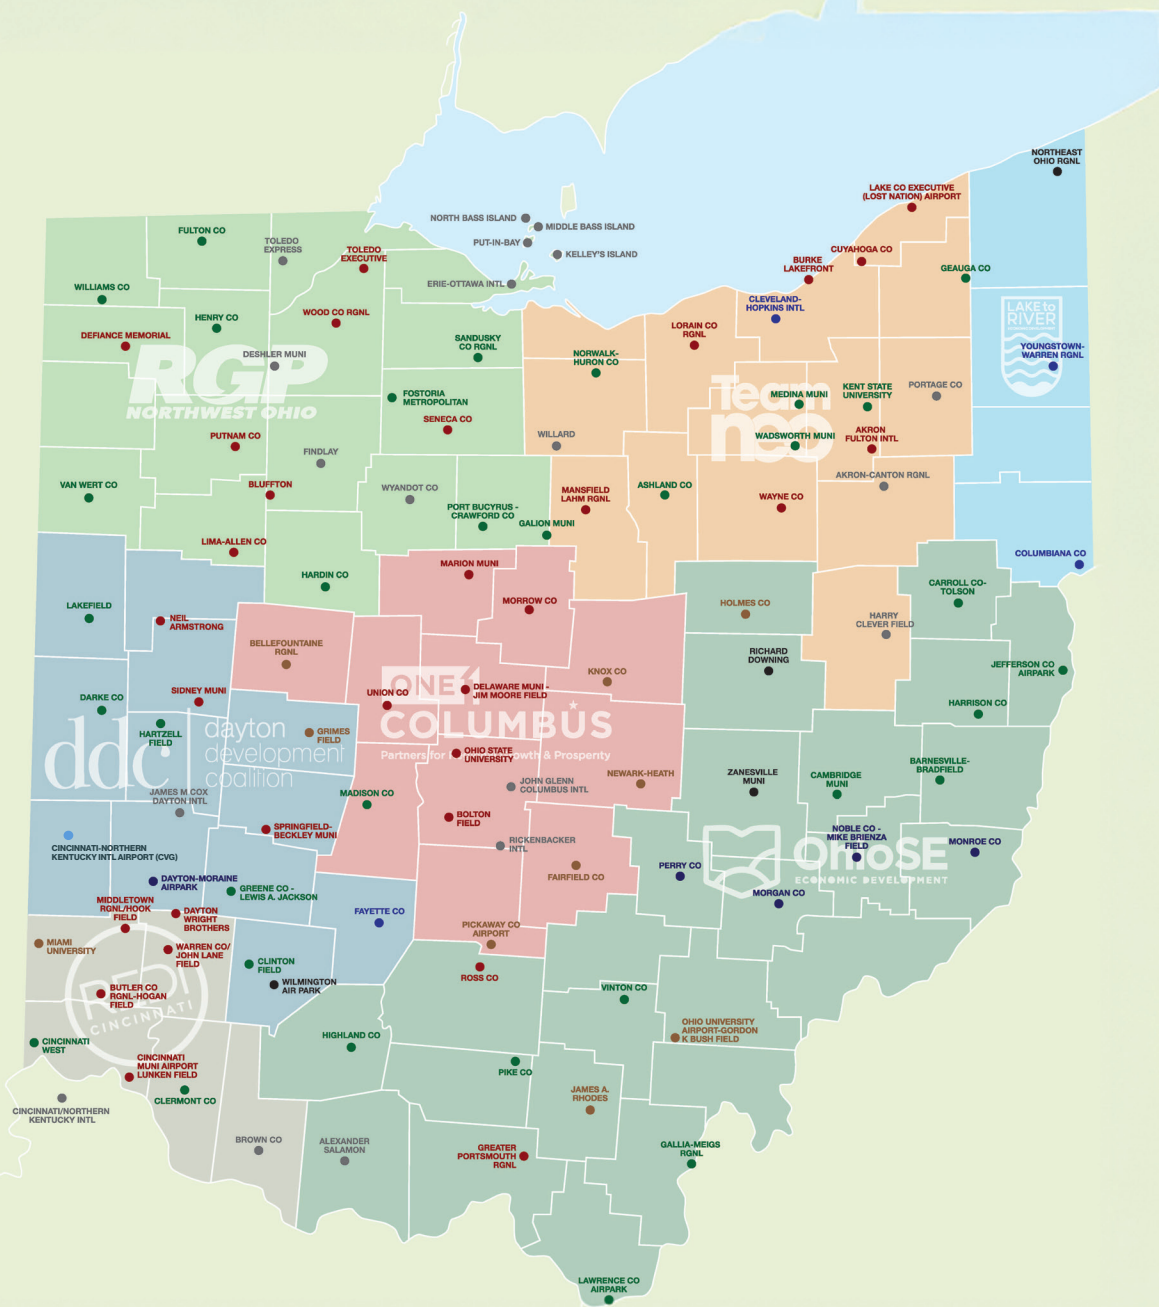 NORTHEAST
OHIO RGNL
LAKE CO EXECUTIVE
(LOST NATION) AIRPORT
NORTH BASS ISLAND
MIDDLE BASS ISLAND
PUT-IN-BAY
KELLEY'S ISLAND
ERIE-OTTAWA INTL
FULTON CO
TOLEDO
EXPRESS
TOLEDO
EXECUTIVE
CUYAHOGA CO
BURKE
LAKEFRONT
GEAUGA CO
WILLIAMS CO
CLEVELAND-
HOPKINS INTL
LAKE to
RIVER
HENRY CO
WOOD CO RGNL
DEFIANCE MEMORIAL
LORAIN CO
RGNL
SANDUSKY
CO RGNL
DESHLER MUNI
NORWALK-
HURON CO
YOUNGSTOWN-
WARREN RGNL
RGP
NORTHWEST OHIO
FOSTORIA
METROPOLITAN
Team
neo
MEDINA MUNI
KENT STATE
UNIVERSITY
PORTAGE CO
SENECA CO
PUTNAM CO
WILLARD
WADSWORTH MUNI
AKRON
FULTON INTL
FINDLAY
AKRON-CANTON RGNL
VAN WERT CO
BLUFFTON
WYANDOT CO
MANSFIELD
LAHM RGNL
ASHLAND CO
WAYNE CO
PORT BUCYRUS -
CRAWFORD CO
GALION MUNI
LIMA-ALLEN CO
COLUMBIANA CO
MARION MUNI
HARDIN CO
CARROLL CO-
TOLSON
LAKEFIELD
NEIL
ARMSTRONG
MORROW CO
HOLMES CO
HARRY
CLEVER FIELD
BELLEFOUNTAINE
RGNL
RICHARD
DOWNING
JEFFERSON CO
AIRPARK
KNOX CO
ONE
COLUMBUS
UNION CO
DELAWARE MUNI -
JIM MOORE FIELD
DARKE CO
SIDNEY MUNI
HARRISON CO
HARTZELL
FIELD
ddc
dayton
development
coalition
GRIMES
FIELD
Partners for
Growth & Prosperity
OHIO STATE
UNIVERSITY
NEWARK-HEATH
ZANESVILLE
MUNI
CAMBRIDGE
MUNI
BARNESVILLE-
BRADFIELD
JAMES M COX
DAYTON INTL
MADISON CO
JOHN GLENN
COLUMBUS INTL
SPRINGFIELD-
BECKLEY MUNI
BOLTON
FIELD
RICKENBACKER
INTL
CINCINNATI-NORTHERN
KENTUCKY INTL AIRPORT (CVG)
OhioSE
ECONOMIC DEVELOPMENT
NOBLE CO -
MIKE BRIENZA
FIELD
MONROE CO
PERRY CO
FAIRFIELD CO
MORGAN CO
DAYTON-MORAINE
AIRPARK
GREENE CO -
LEWIS A. JACKSON
MIDDLETOWN
RGNL/HOOK
FIELD
DAYTON
WRIGHT
BROTHERS
FAYETTE CO
PICKAWAY CO
AIRPORT
MIAMI
UNIVERSITY
WARREN CO/
JOHN LANE
FIELD
CLINTON
FIELD
WILMINGTON
AIR PARK
ROSS CO
REDI
CINCINNATI
BUTLER CO
RGNL-HOGAN
FIELD
VINTON CO
OHIO UNIVERSITY
AIRPORT-GORDON
K BUSH FIELD
CINCINNATI
WEST
HIGHLAND CO
CINCINNATI
MUNI AIRPORT
LUNKEN FIELD
PIKE CO
JAMES A.
RHODES
CLERMONT CO
CINCINNATI/NORTHERN
KENTUCKY INTL
BROWN CO
ALEXANDER
SALAMON
GREATER
PORTSMOUTH
RGNL
GALLIA-MEIGS
RGNL
LAWRENCE CO
AIRPARK